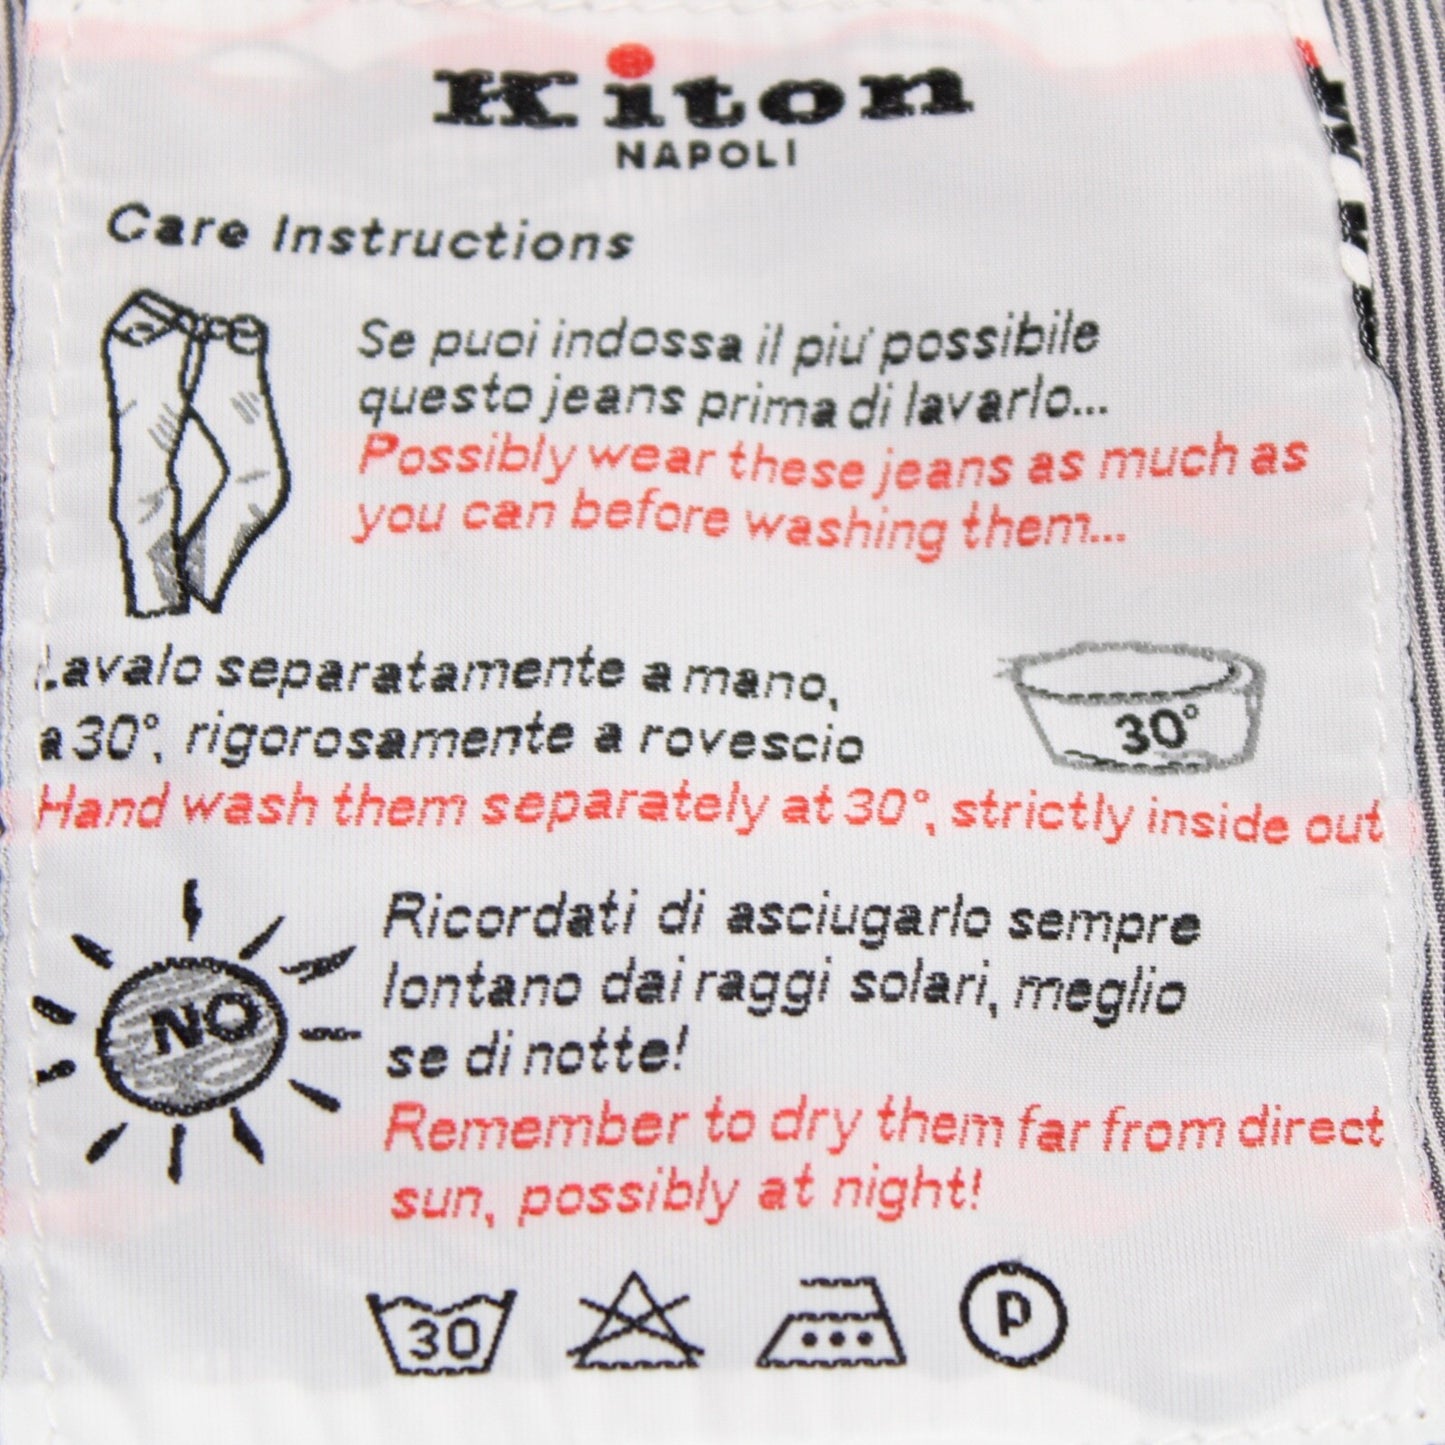 Kiton
NAPOLI
Care Instructions
Se puoi indossa il piu' possibile
questo jeans prima di lavarlo...
Possibly wear these jeans as much as
you can before washing them...
Lavalo separatamente a mano,
a 30°, rigorosamente a rovescio
30°
Hand wash them separately at 30°, strictly inside out
NO
Ricordati di asciugarlo sempre
lontano dai raggi solari, meglio
se di notte!
Remember to dry them far from direct
sun, possibly at night!
30
P